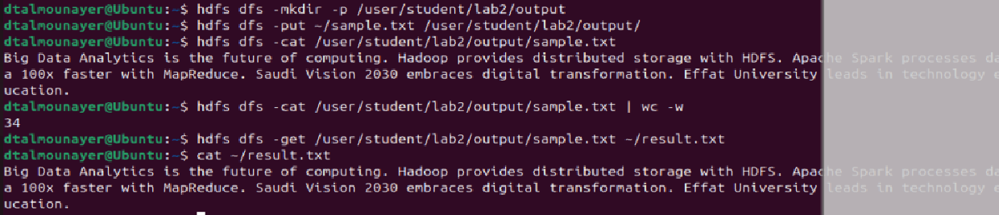 dtalmounayer@Ubuntu:~$ hdfs dfs -mkdir -p /user/student/lab2/output
dtalmounayer@Ubuntu:~$ hdfs dfs -put ~/sample.txt /user/student/lab2/output/
dtalmounayer@Ubuntu:~$ hdfs dfs -cat /user/student/lab2/output/sample.txt
Big Data Analytics is the future of computing. Hadoop provides distributed storage with HDFS. Apache Spark processes da
a 100x faster with MapReduce. Saudi Vision 2030 embraces digital transformation. Effat University leads in technology e
ucation.
dtalmounayer@Ubuntu:~$ hdfs dfs -cat /user/student/lab2/output/sample.txt | wc -w
34
dtalmounayer@Ubuntu:~$ hdfs dfs -get /user/student/lab2/output/sample.txt ~/result.txt
dtalmounayer@Ubuntu:~$ cat ~/result.txt
Big Data Analytics is the future of computing. Hadoop provides distributed storage with HDFS. Apache Spark processes da
a 100x faster with MapReduce. Saudi Vision 2030 embraces digital transformation. Effat University leads in technology e
ucation.